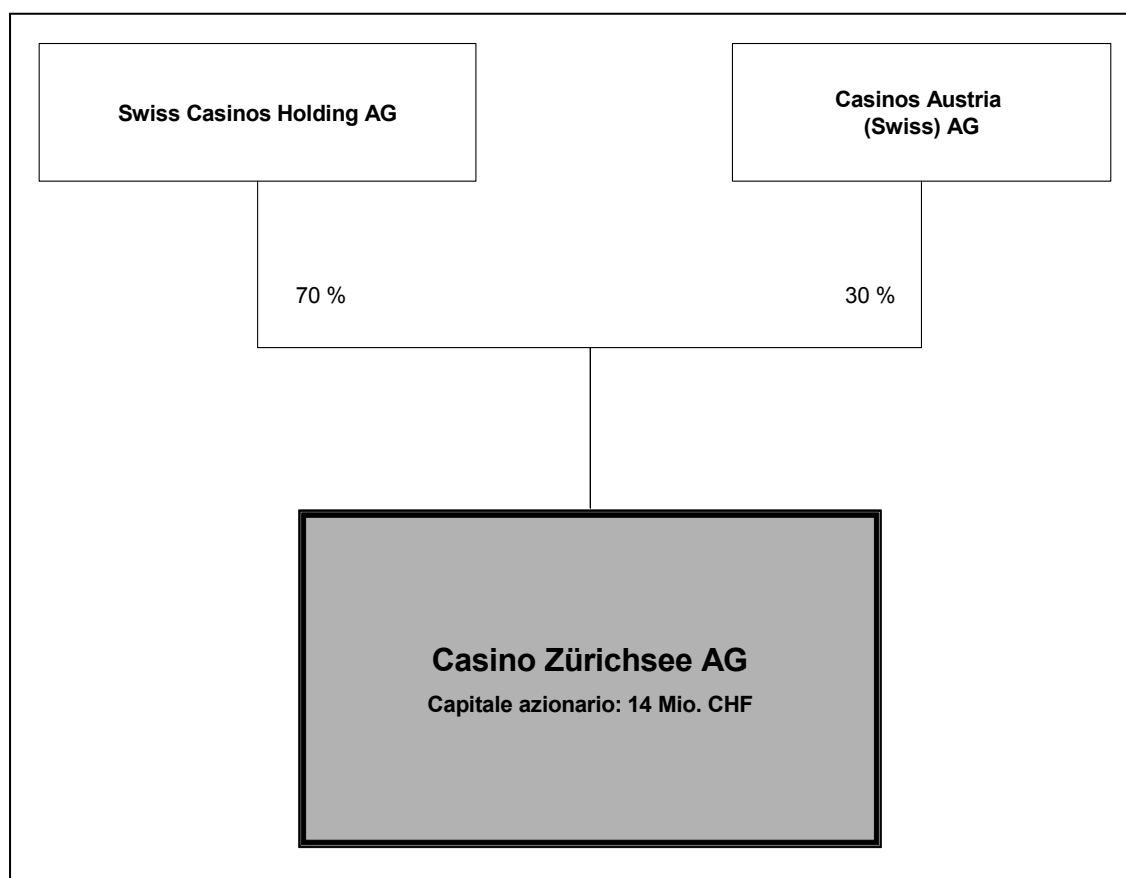 Swiss Casinos Holding AG
Casinos Austria
(Swiss) AG
70 %
30 %
Casino Zürichsee AG
Capitale azionario: 14 Mio. CHF